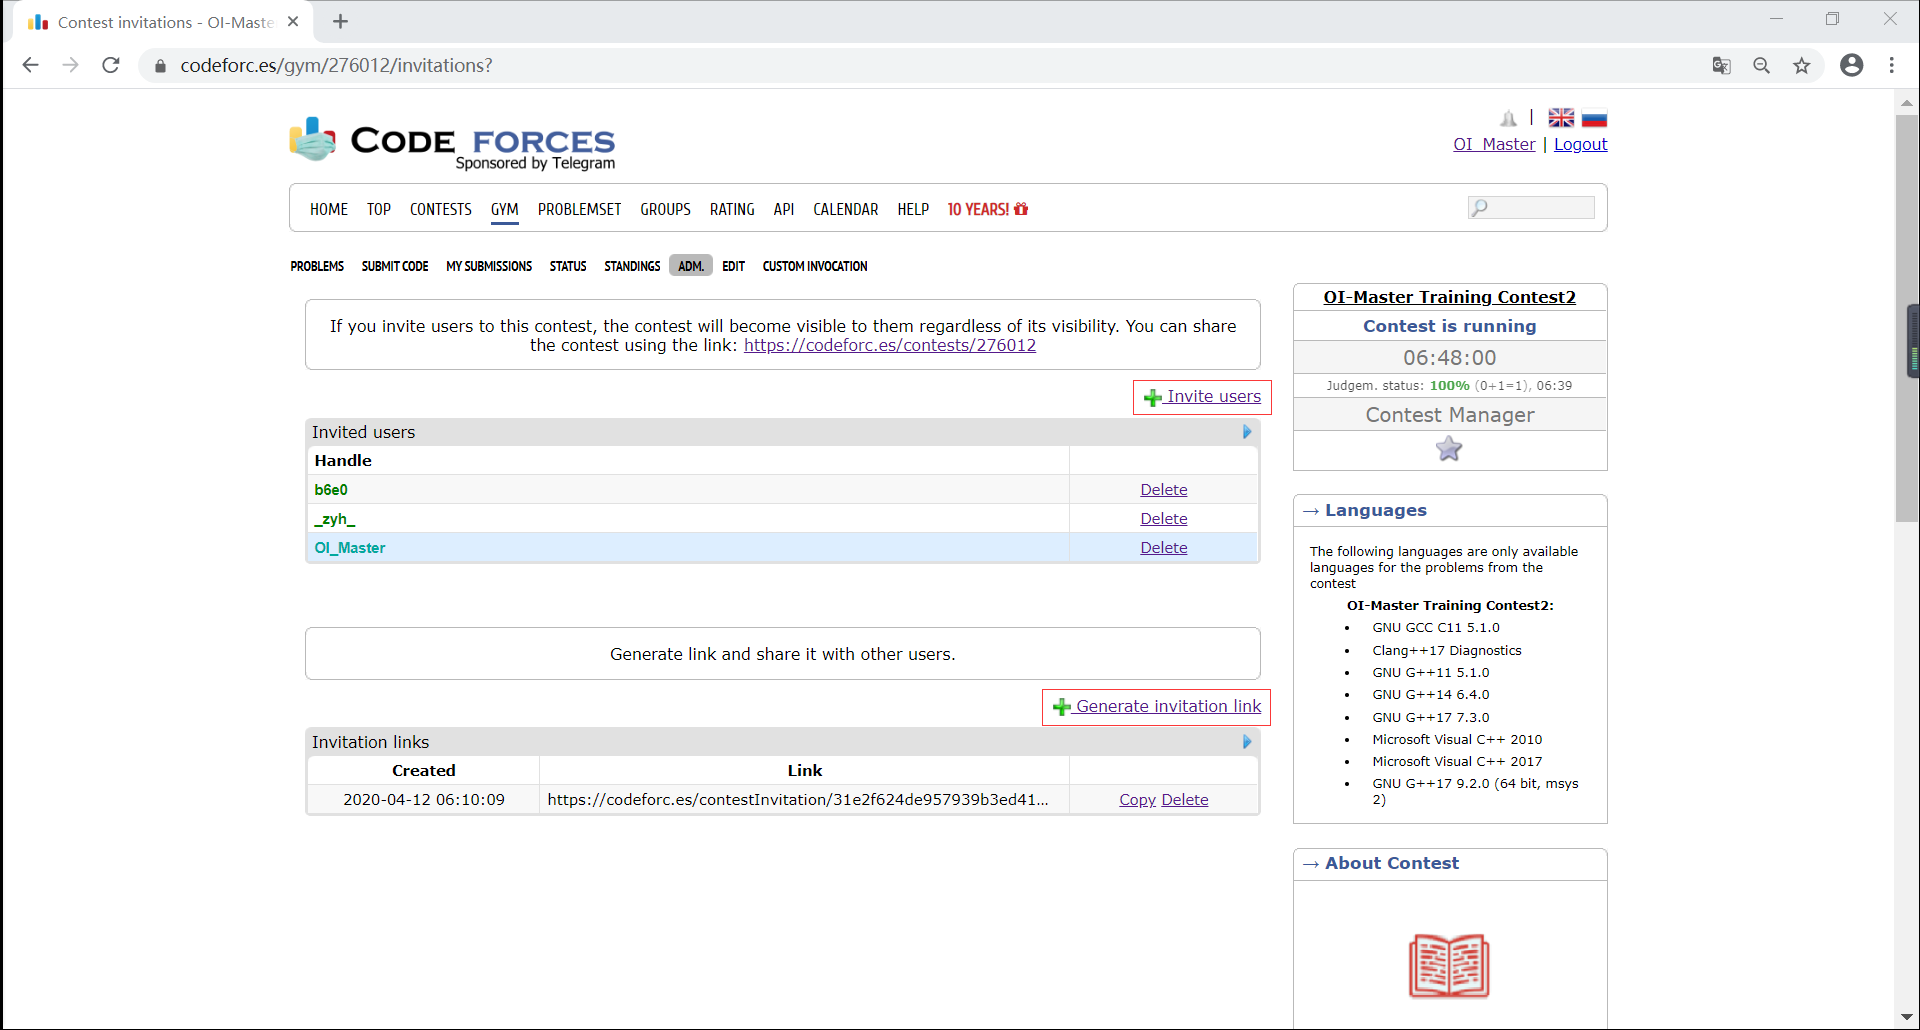 Contest invitations - OI-Maste
codeforc.es/gym/276012/invitations?
CODE FORCES
Sponsored by Telegram
|
OI_Master | Logout
HOME TOP CONTESTS GYM PROBLEMSET GROUPS RATING API CALENDAR HELP 10 YEARS!
PROBLEMS SUBMIT CODE MY SUBMISSIONS STATUS STANDINGS ADM. EDIT CUSTOM INVOCATION
If you invite users to this contest, the contest will become visible to them regardless of its visibility. You can share
the contest using the link: https://codeforc.es/contests/276012
Invite users
Invited users
Handle
b6e0 Delete
_zyh_ Delete
OI_Master Delete
Generate link and share it with other users.
Generate invitation link
Invitation links
Created Link
2020-04-12 06:10:09 https://codeforc.es/contestInvitation/31e2f624de957939b3ed41... Copy Delete
OI-Master Training Contest2
Contest is running
06:48:00
Judgem. status: 100% (0+1=1), 06:39
Contest Manager
→ Languages
The following languages are only available
languages for the problems from the
contest
OI-Master Training Contest2:
• GNU GCC C11 5.1.0
• Clang++17 Diagnostics
• GNU G++11 5.1.0
• GNU G++14 6.4.0
• GNU G++17 7.3.0
• Microsoft Visual C++ 2010
• Microsoft Visual C++ 2017
• GNU G++17 9.2.0 (64 bit, msys
2)
→ About Contest